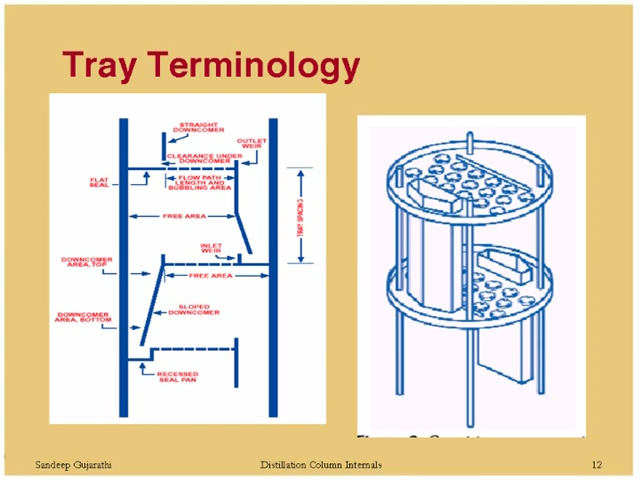 Tray Terminology
STRAIGHT
DOWNCOMER
OUTLET
WEIR
CLEARANCE UNDER
DOWNCOMER
FLAT
SEAL
FLOW PATH
LENGTH AND
BUBBLING AREA
TRAY SPACING
FREE AREA
INLET
WEIR
DOWNCOMER
AREA, TOP
FREE AREA
SLOPED
DOWNCOMER
DOWNCOMER
AREA, BOTTOM
RECESSED
SEAL PAN
Sandeep Gujarathi
Distillation Column Internals
12